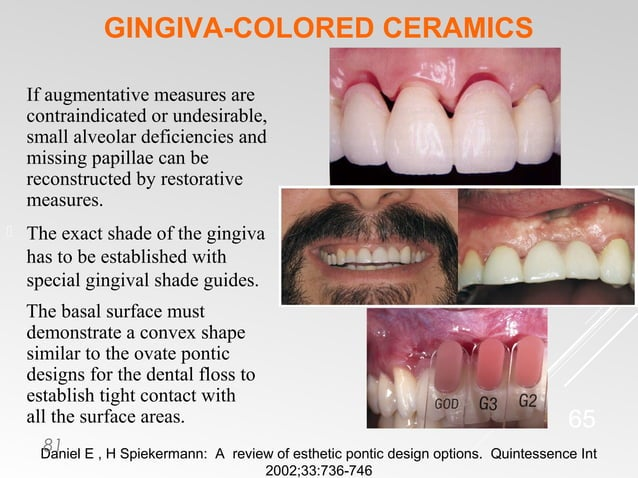 GINGIVA-COLORED CERAMICS
If augmentative measures are
contraindicated or undesirable,
small alveolar deficiencies and
missing papillae can be
reconstructed by restorative
measures.
The exact shade of the gingiva
has to be established with
special gingival shade guides.
The basal surface must
demonstrate a convex shape
similar to the ovate pontic
designs for the dental floss to
establish tight contact with
all the surface areas.
GOD G3 G2
65
81
Daniel E , H Spiekermann: A review of esthetic pontic design options. Quintessence Int
2002;33:736-746